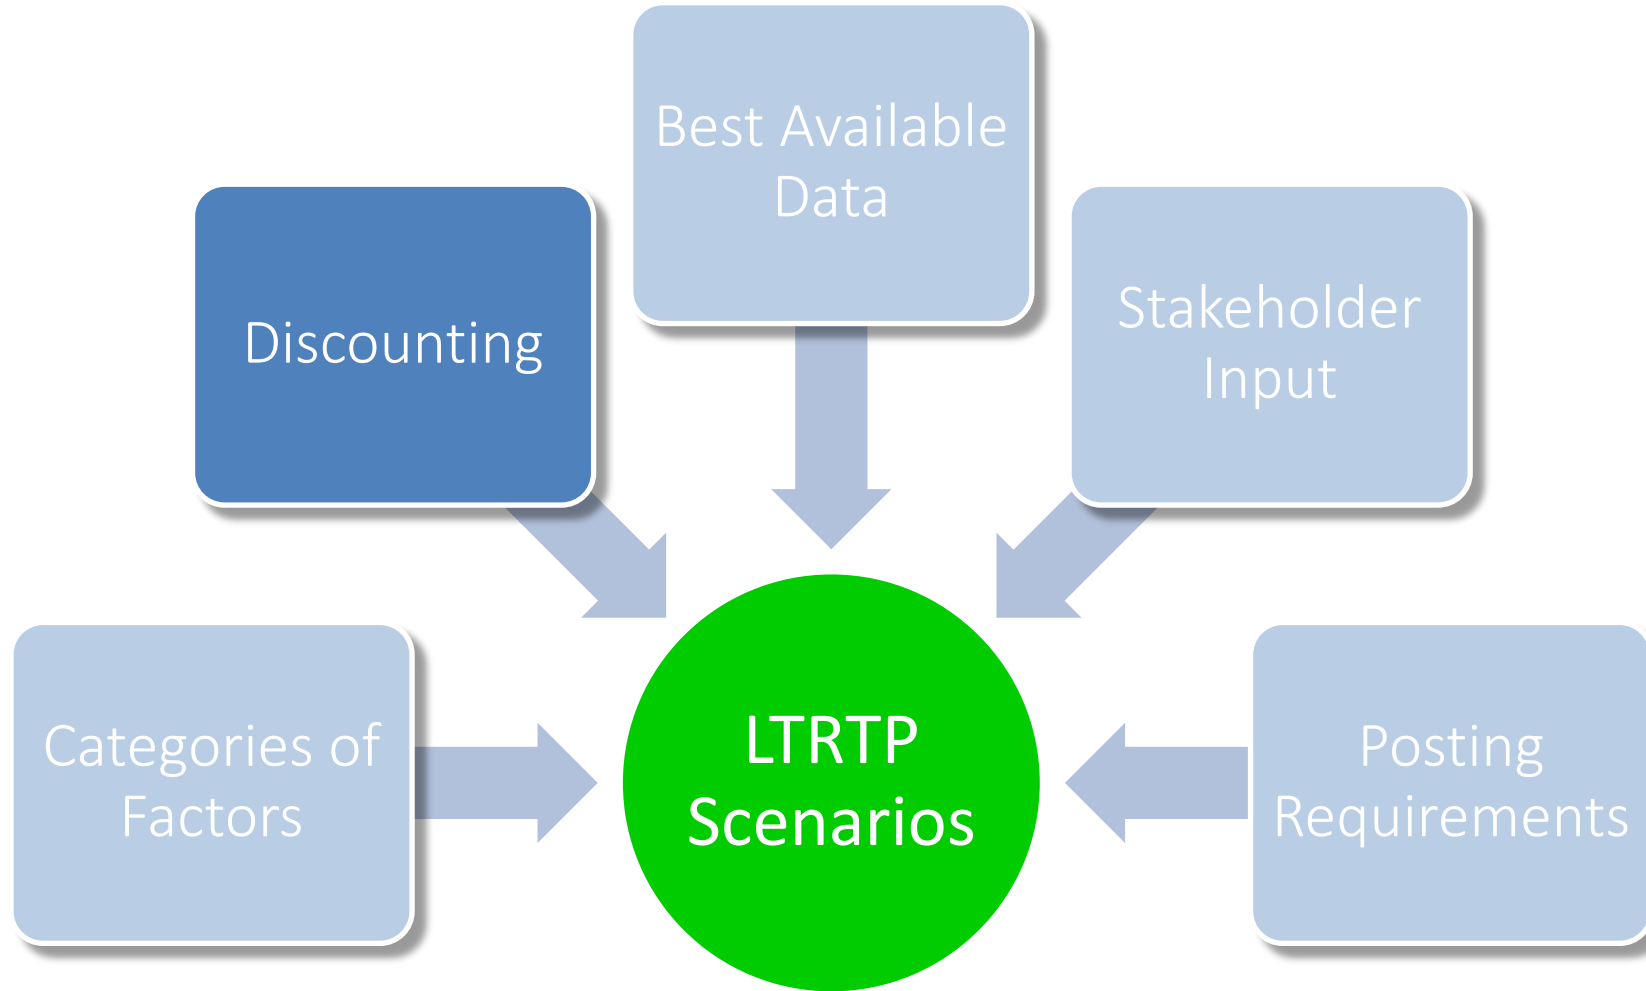 Best Available
Data
Discounting
Stakeholder
Input
Categories of
Factors
LTRTP
Scenarios
Posting
Requirements